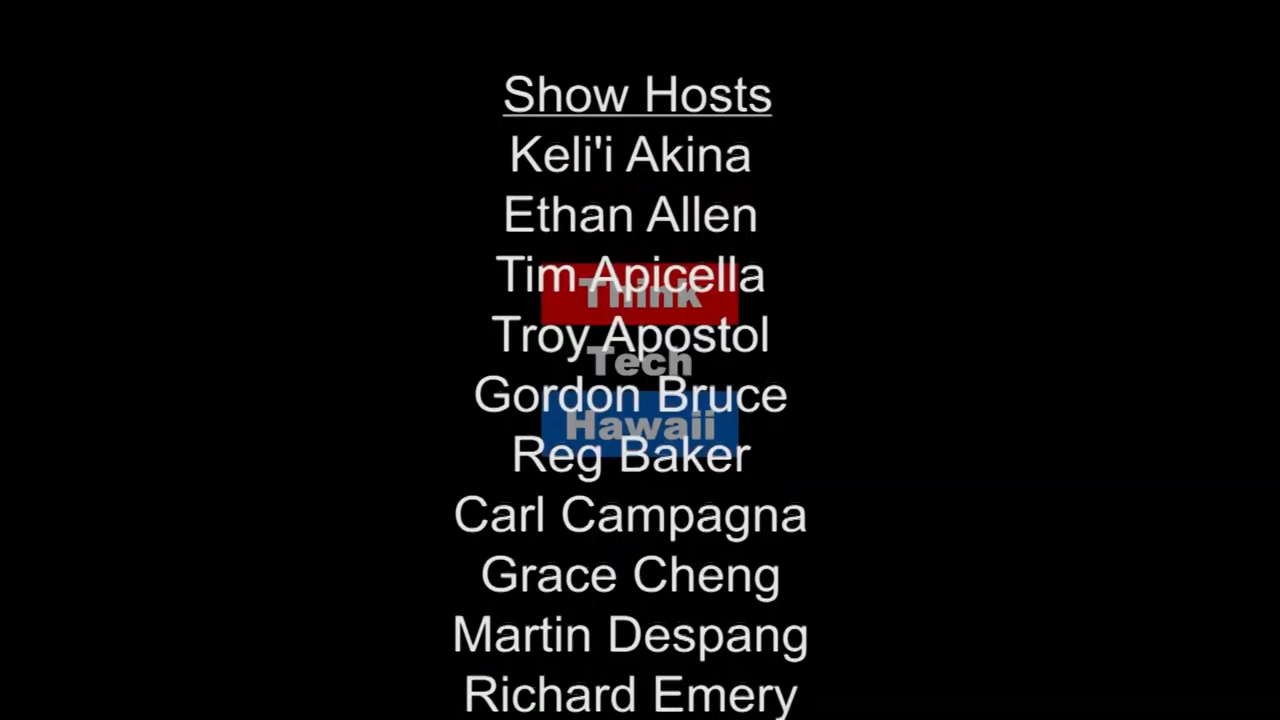 Show Hosts
Keli'i Akina
Ethan Allen
Tim Apicella
Think
Troy Apostol
Tech
Gordon Bruce
Hawaii
Reg Baker
Carl Campagna
Grace Cheng
Martin Despang
Richard Emery